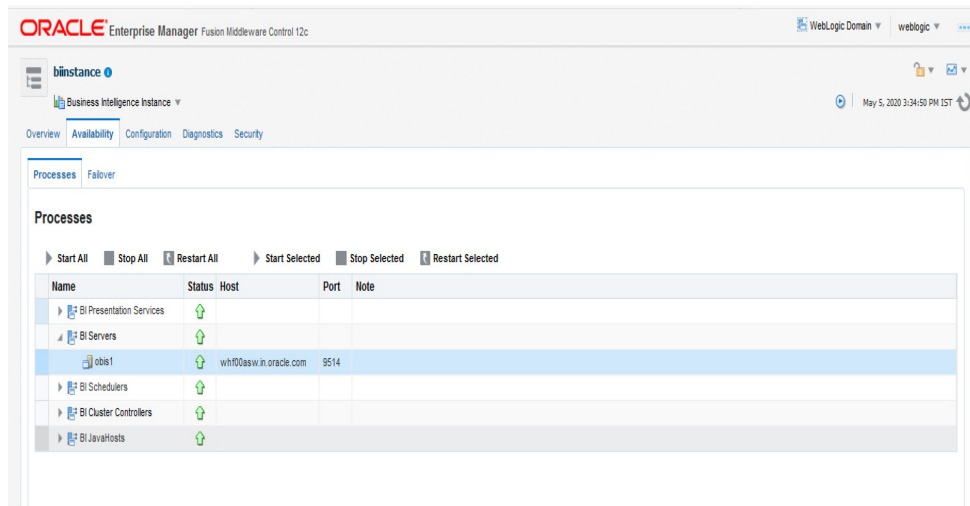 ORACLE Enterprise Manager Fusion Middleware Control 12c
WebLogic Domain weblogic
biinstance
Business Intelligence Instance
May 5, 2020 3:34:50 PM IST
Overview Availability Configuration Diagnostics Security
Processes Failover
Processes
Start All Stop All Restart All Start Selected Stop Selected Restart Selected
Name Status Host Port Note
BI Presentation Services
BI Servers
obis1 whf00asw.in.oracle.com 9514
BI Schedulers
BI Cluster Controllers
BI JavaHosts